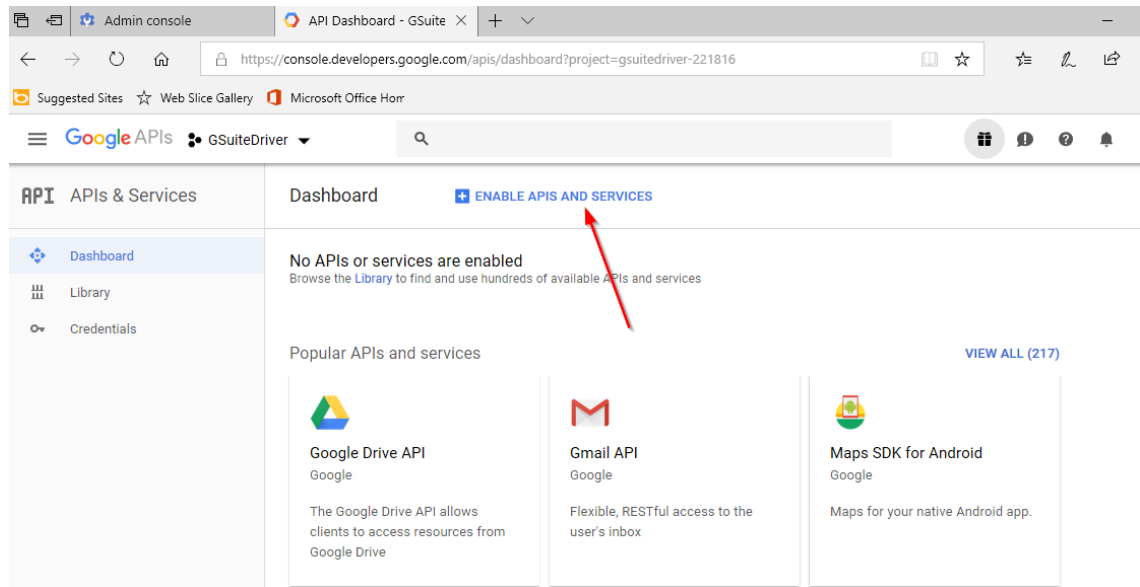 Admin console
API Dashboard - GSuite
https://console.developers.google.com/apis/dashboard?project=gsuitedriver-221816
Suggested Sites Web Slice Gallery Microsoft Office Hom
Google APIs GSuiteDriver
API APIs & Services
Dashboard ENABLE APIS AND SERVICES
Dashboard
Library
Credentials
No APIs or services are enabled
Browse the Library to find and use hundreds of available APIs and services
Popular APIs and services VIEW ALL (217)
Google Drive API
Google
The Google Drive API allows
clients to access resources from
Google Drive
Gmail API
Google
Flexible, RESTful access to the
user's inbox
Maps SDK for Android
Google
Maps for your native Android app.